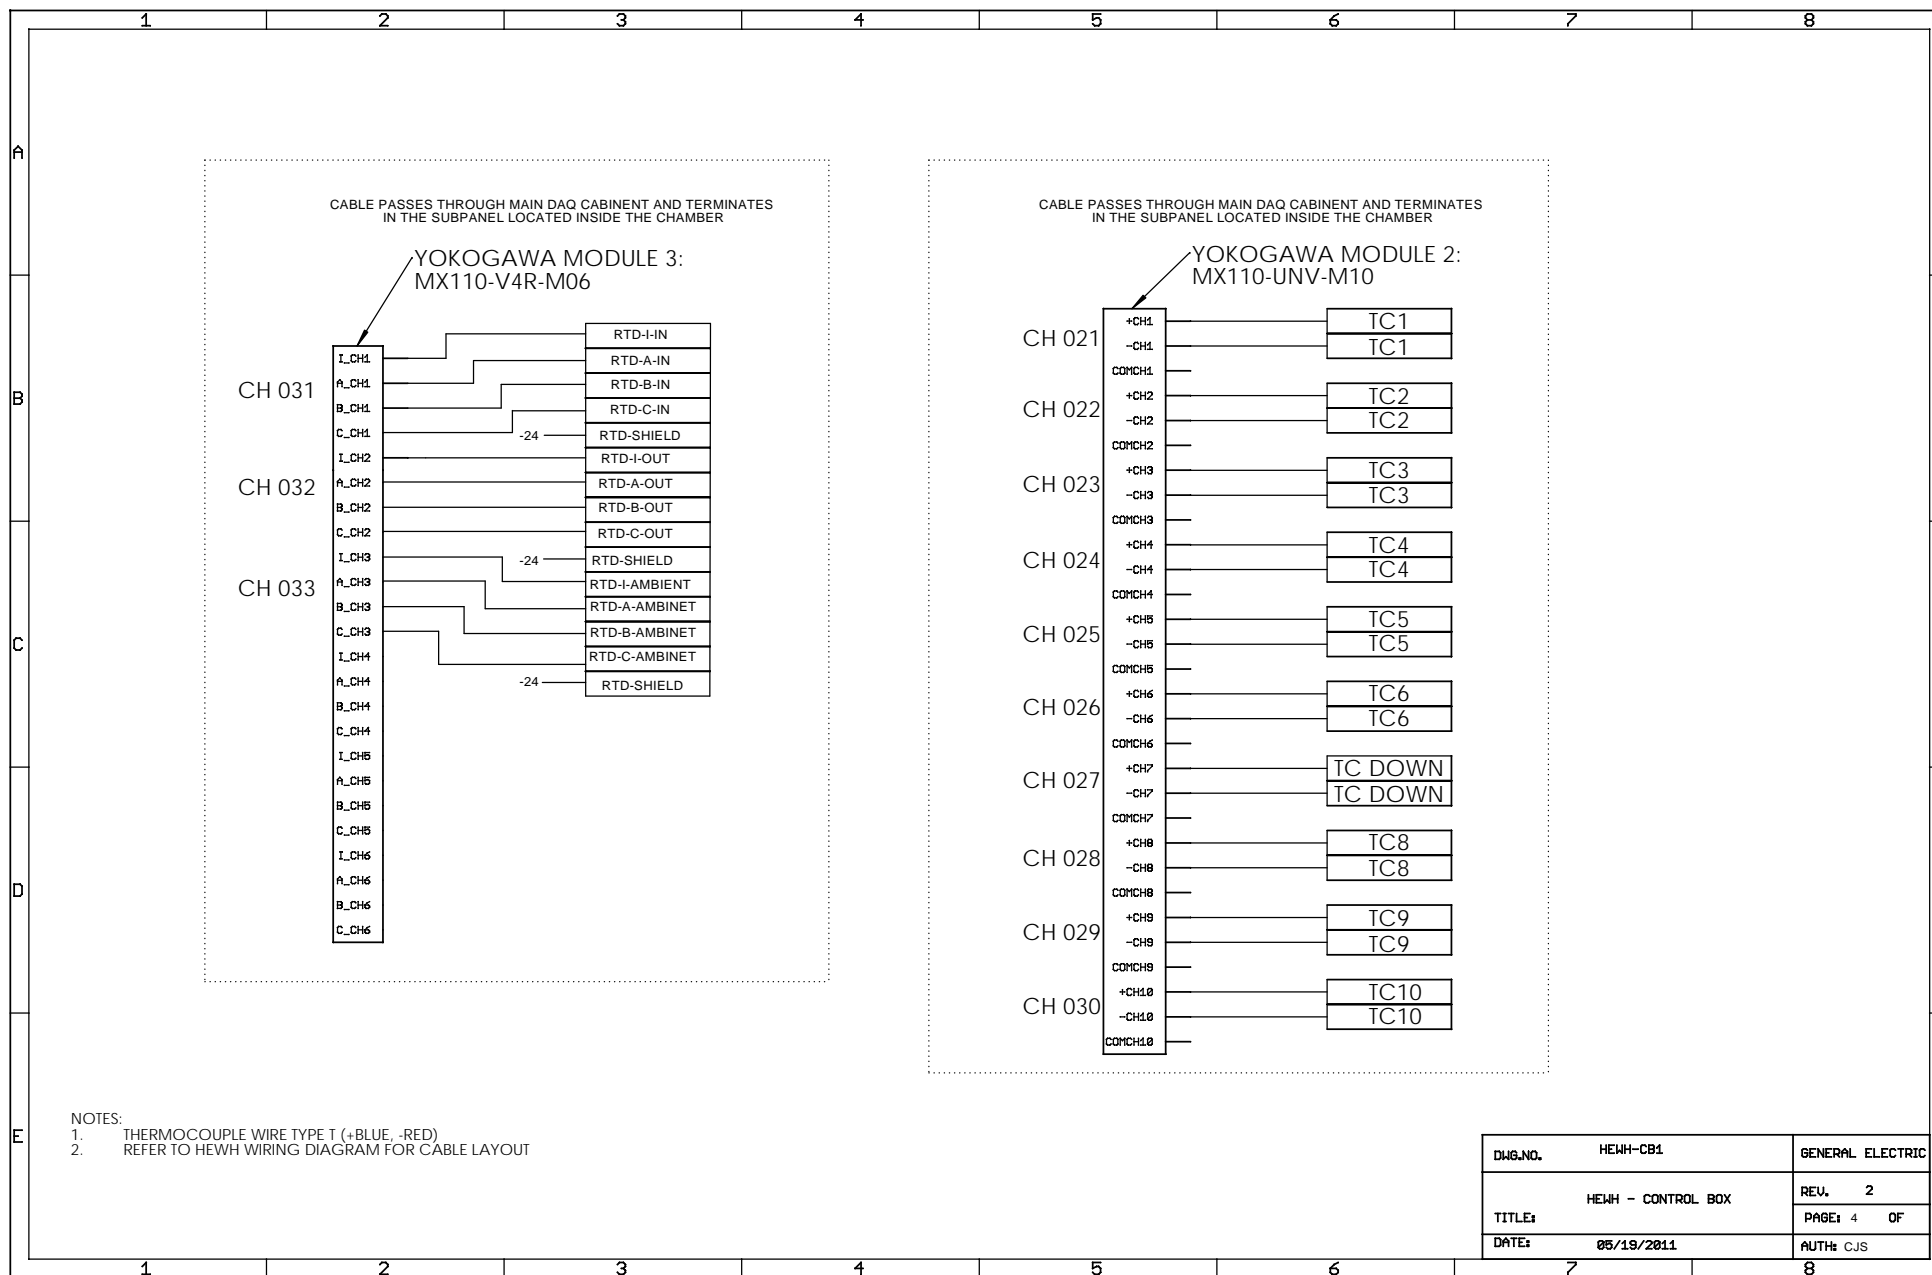 1 2 3 4 5 6 7 8
A
B
C
D
E
CABLE PASSES THROUGH MAIN DAQ CABINENT AND TERMINATES
IN THE SUBPANEL LOCATED INSIDE THE CHAMBER
YOKOGAWA MODULE 3:
MX110-V4R-M06
CH 031
CH 032
CH 033
I_CH1
A_CH1
B_CH1
C_CH1
I_CH2
A_CH2
B_CH2
C_CH2
I_CH3
A_CH3
B_CH3
C_CH3
I_CH4
A_CH4
B_CH4
C_CH4
I_CH5
A_CH5
B_CH5
C_CH5
I_CH6
A_CH6
B_CH6
C_CH6
RTD-I-IN
RTD-A-IN
RTD-B-IN
RTD-C-IN
-24 RTD-SHIELD
RTD-I-OUT
RTD-A-OUT
RTD-B-OUT
RTD-C-OUT
-24 RTD-SHIELD
RTD-I-AMBIENT
RTD-A-AMBINET
RTD-B-AMBINET
RTD-C-AMBINET
-24 RTD-SHIELD
CABLE PASSES THROUGH MAIN DAQ CABINENT AND TERMINATES
IN THE SUBPANEL LOCATED INSIDE THE CHAMBER
YOKOGAWA MODULE 2:
MX110-UNV-M10
CH 021
CH 022
CH 023
CH 024
CH 025
CH 026
CH 027
CH 028
CH 029
CH 030
+CH1 TC1
-CH1 TC1
COMCH1
+CH2 TC2
-CH2 TC2
COMCH2
+CH3 TC3
-CH3 TC3
COMCH3
+CH4 TC4
-CH4 TC4
COMCH4
+CH5 TC5
-CH5 TC5
COMCH5
+CH6 TC6
-CH6 TC6
COMCH6
+CH7 TC DOWN
-CH7 TC DOWN
COMCH7
+CH8 TC8
-CH8 TC8
COMCH8
+CH9 TC9
-CH9 TC9
COMCH9
+CH10 TC10
-CH10 TC10
COMCH10
NOTES:
1. THERMOCOUPLE WIRE TYPE T (+BLUE, -RED)
2. REFER TO HEWH WIRING DIAGRAM FOR CABLE LAYOUT
DWG.NO. HEWH-CB1 GENERAL ELECTRIC
TITLE: HEWH - CONTROL BOX
REV. 2
PAGE: 4 OF
DATE: 05/19/2011 AUTH: CJS
1 2 3 4 5 6 7 8